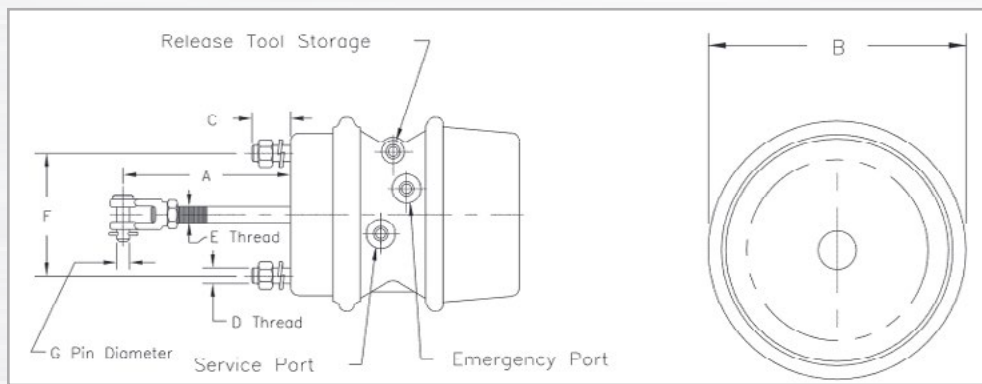 Release Tool Storage
B
C
A
F
E Thread
D Thread
G Pin Diameter
Service Port
Emergency Port